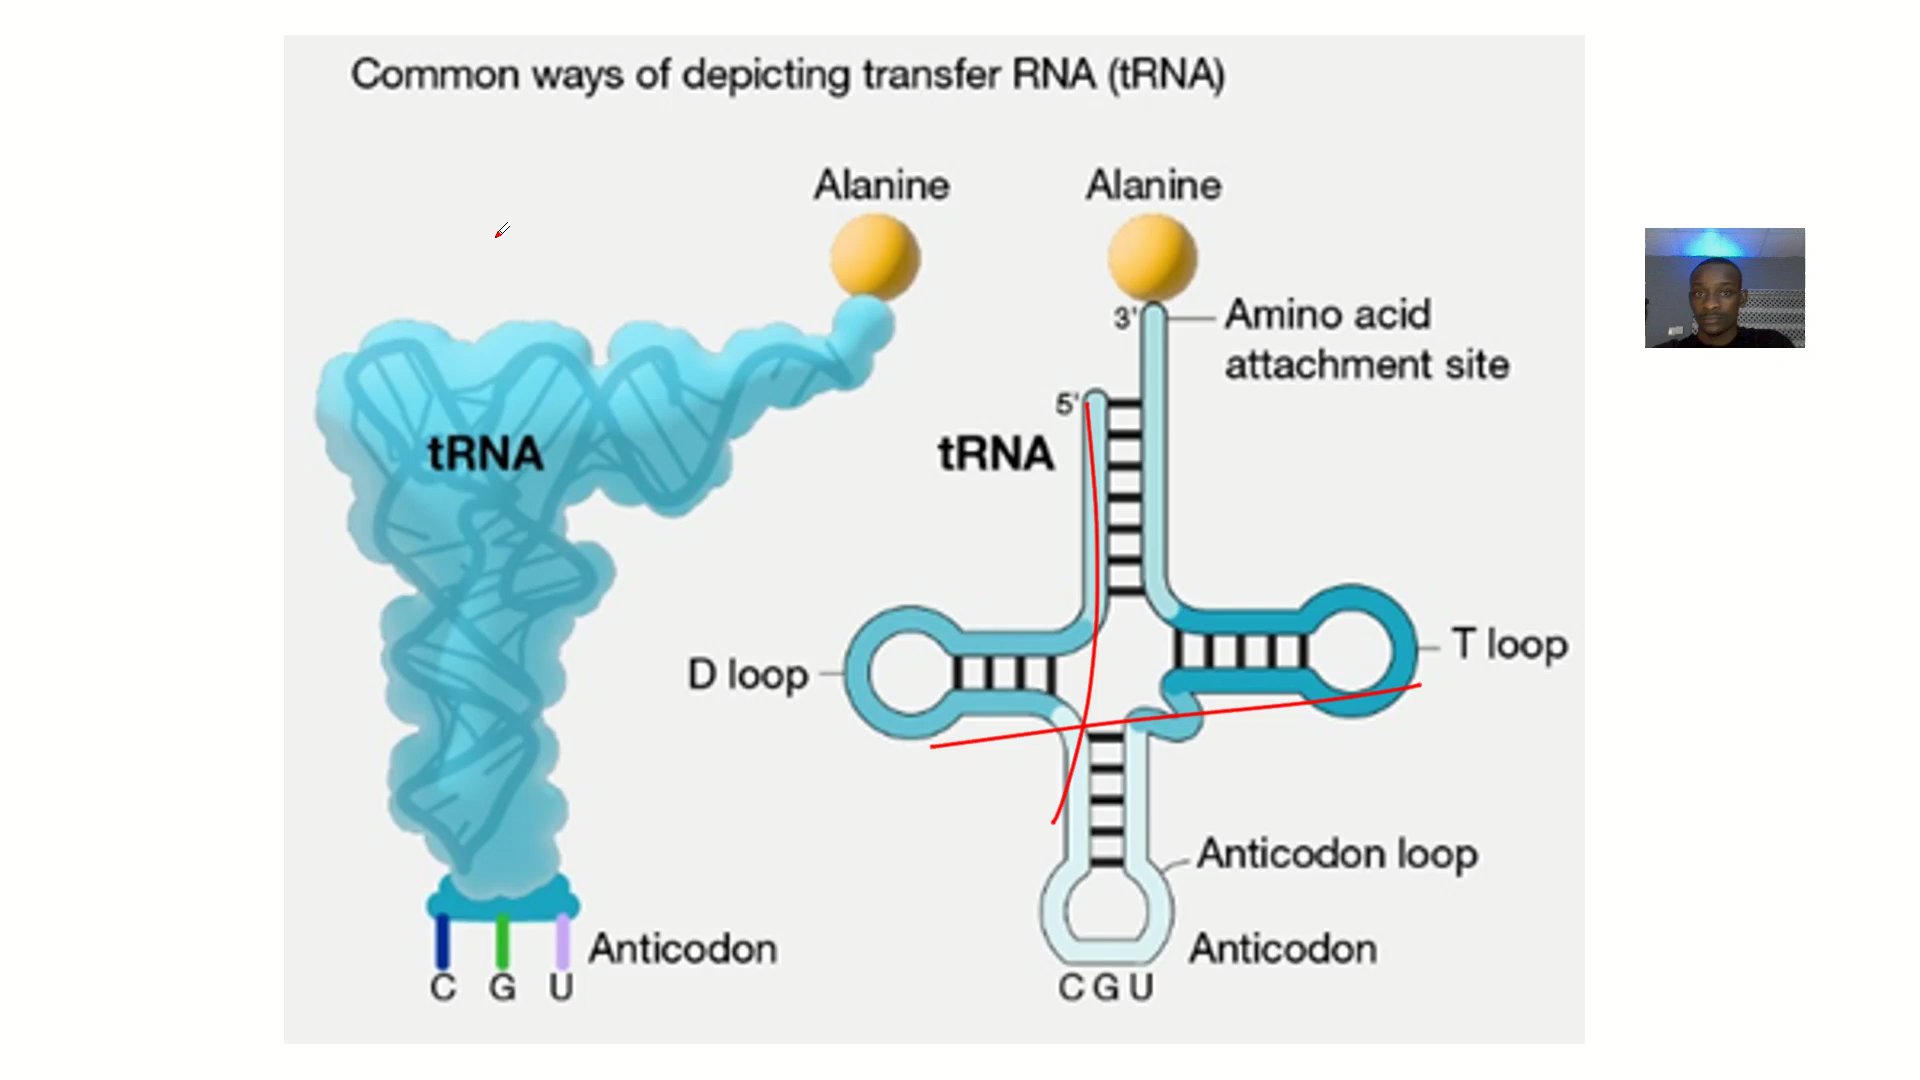 Common ways of depicting transfer RNA (tRNA)
Alanine
Alanine
3'
Amino acid
attachment site
5'
tRNA
tRNA
D loop
T loop
Anticodon loop
Anticodon
C G U
Anticodon
C G U